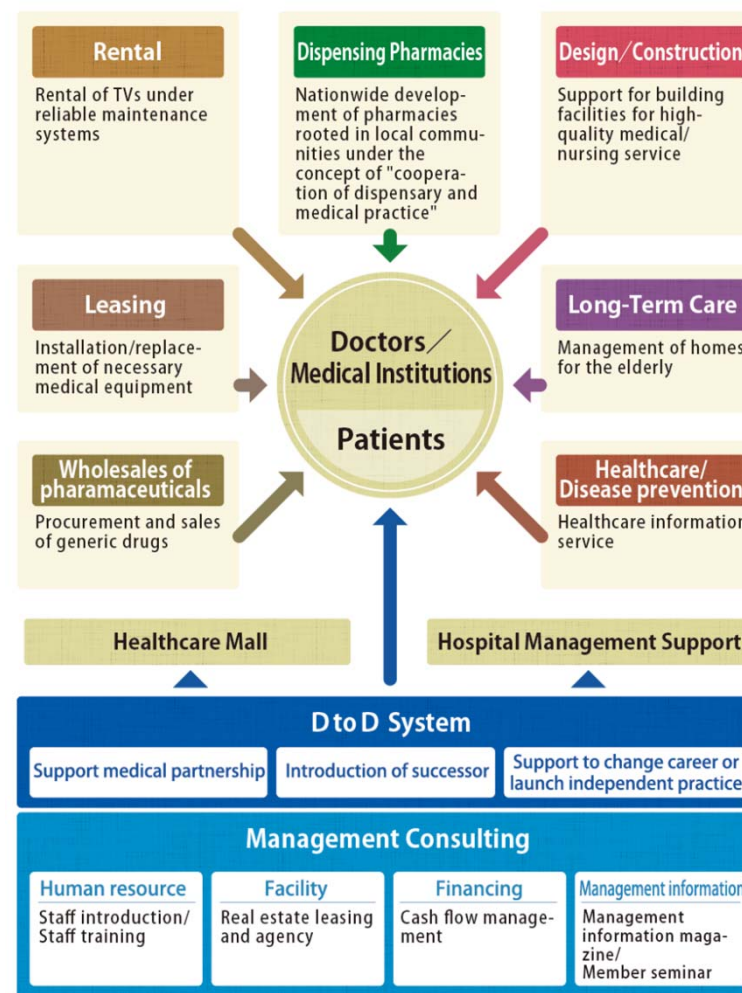 Rental
Rental of TVs under
reliable maintenance
systems
Dispensing Pharmacies
Nationwide develop-
ment of pharmacies
rooted in local commu-
nities under the
concept of "coopera-
tion of dispensary and
medical practice"
Design/Construction
Support for building
facilities for high-
quality medical/
nursing service
Leasing
Installation/replace-
ment of necessary
medical equipment
Doctors/
Medical Institutions
Patients
Long-Term Care
Management of homes
for the elderly
Wholesales of
pharamaceuticals
Procurement and sales
of generic drugs
Healthcare/
Disease prevention
Healthcare information
service
Healthcare Mall
Hospital Management Support
D to D System
Support medical partnership
Introduction of successor
Support to change career or
launch independent practice
Management Consulting
Human resource
Staff introduction/
Staff training
Facility
Real estate leasing
and agency
Financing
Cash flow manage-
ment
Management information
Management
information maga-
zine/
Member seminar